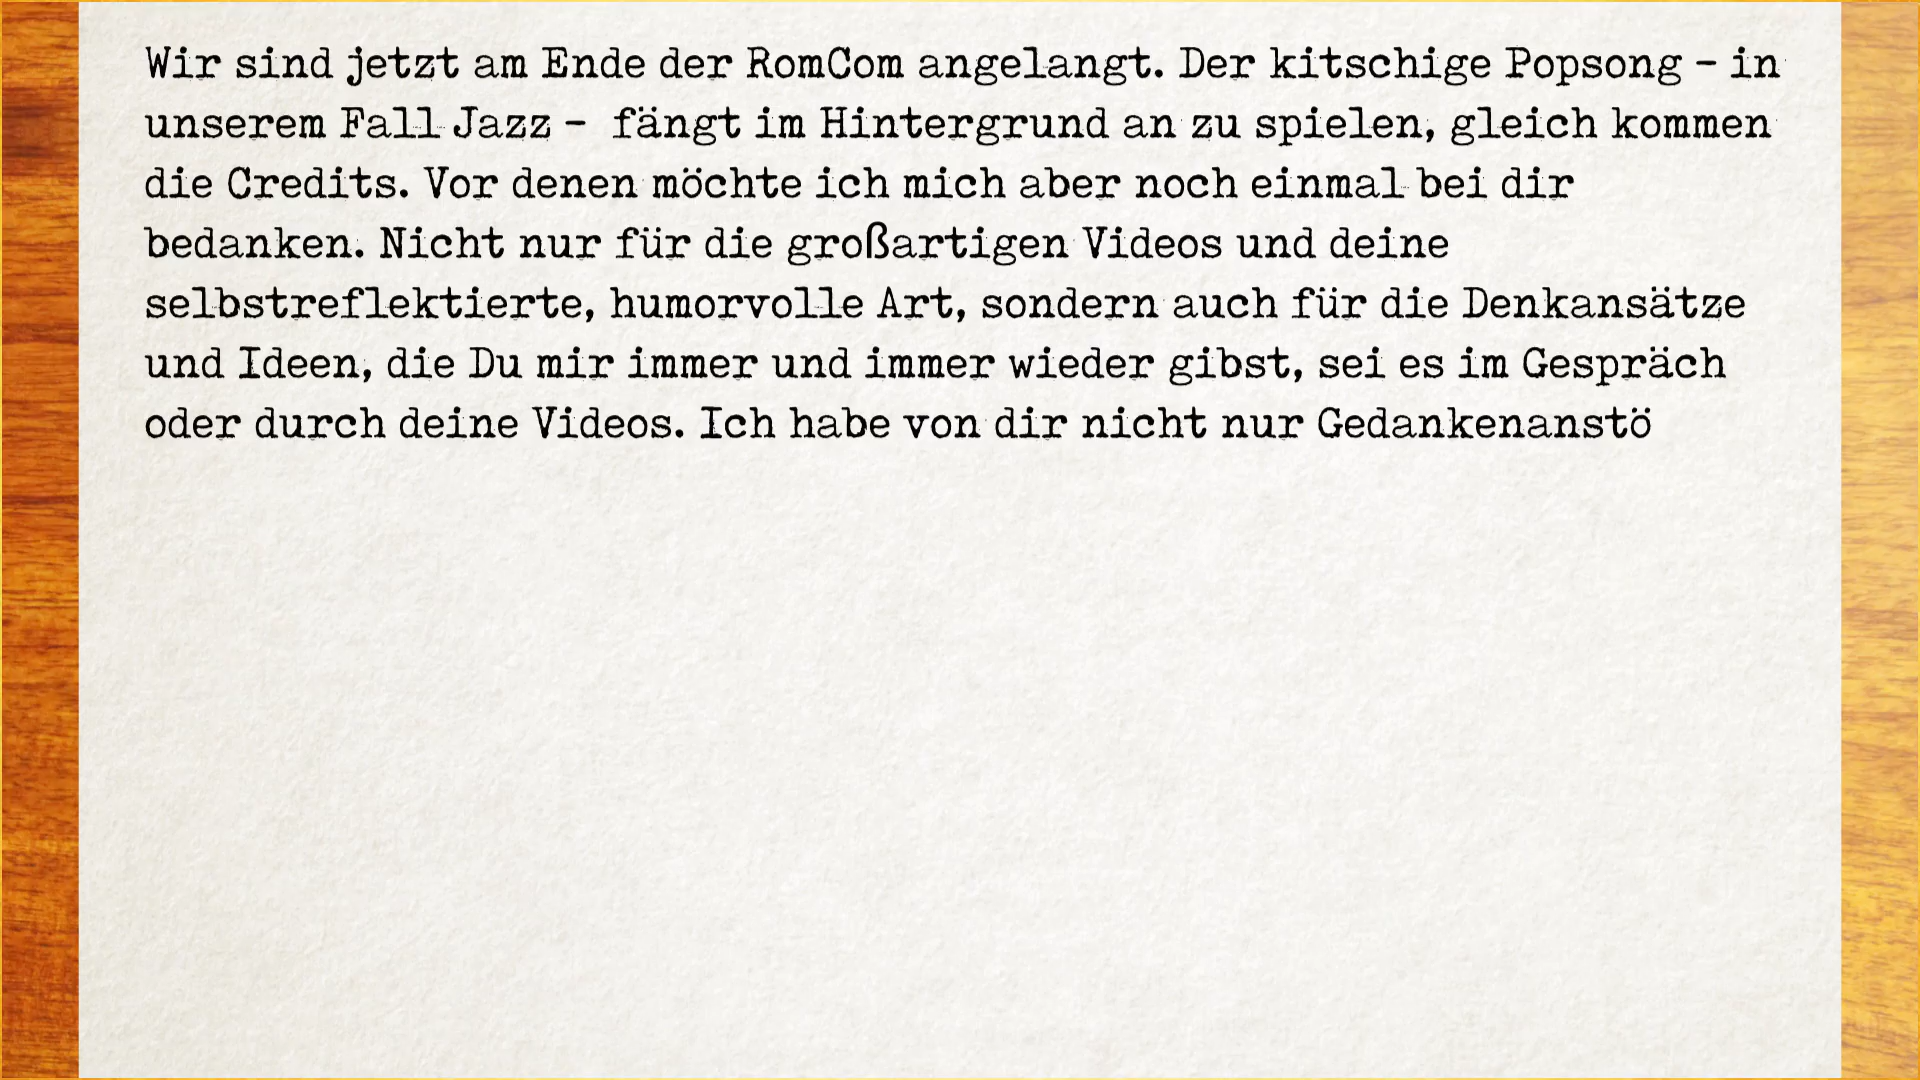 Wir sind jetzt am Ende der RomCom angelangt. Der kitschige Popsong - in
unserem Fall Jazz -  fängt im Hintergrund an zu spielen, gleich kommen
die Credits. Vor denen möchte ich mich aber noch einmal bei dir
bedanken. Nicht nur für die großartigen Videos und deine
selbstreflektierte, humorvolle Art, sondern auch für die Denkansätze
und Ideen, die Du mir immer und immer wieder gibst, sei es im Gespräch
oder durch deine Videos. Ich habe von dir nicht nur Gedankenanstö